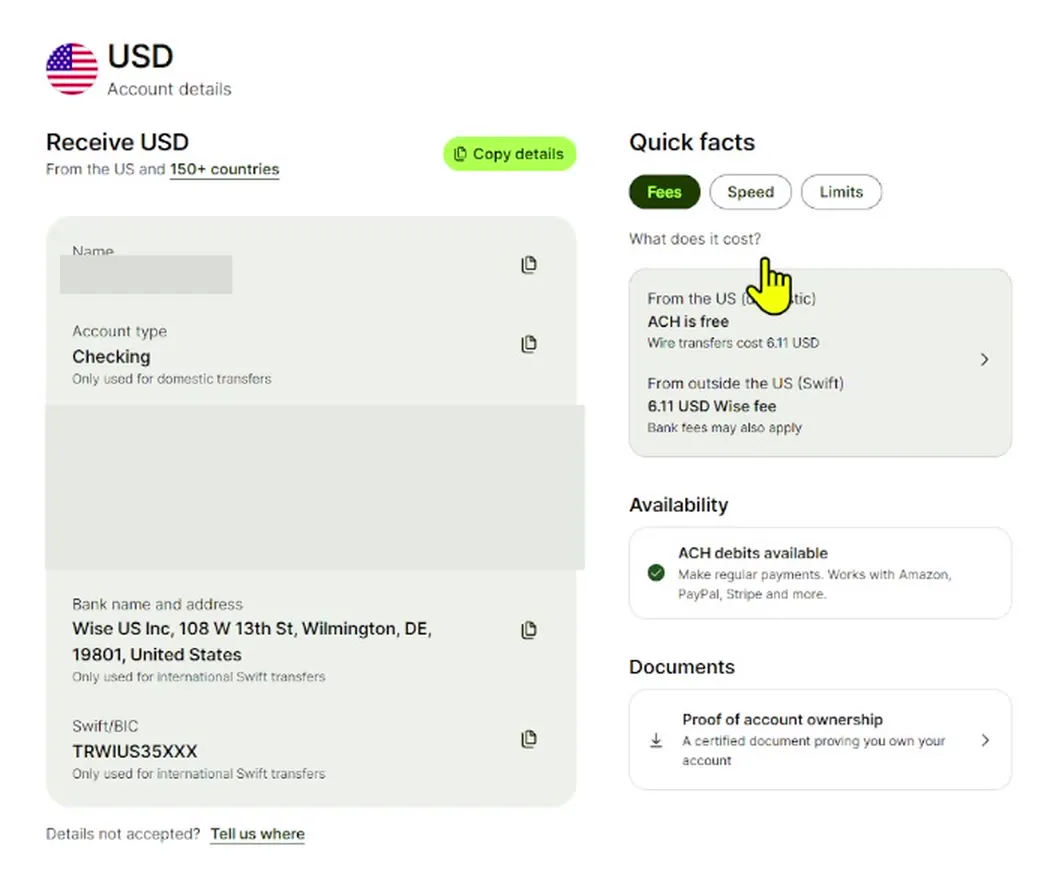 USD
Account details
Receive USD
From the US and 150+ countries
Copy details
Name
Account type
Checking
Only used for domestic transfers
Bank name and address
Wise US Inc, 108 W 13th St, Wilmington, DE,
19801, United States
Only used for international Swift transfers
Swift/BIC
TRWIUS35XXX
Only used for international Swift transfers
Details not accepted? Tell us where
Quick facts
Fees
Speed
Limits
What does it cost?
From the US
ACH is free
Wire transfers cost 6.11 USD
From outside the US (Swift)
6.11 USD Wise fee
Bank fees may also apply
Availability
ACH debits available
Make regular payments. Works with Amazon,
PayPal, Stripe and more.
Documents
Proof of account ownership
A certified document proving you own your
account